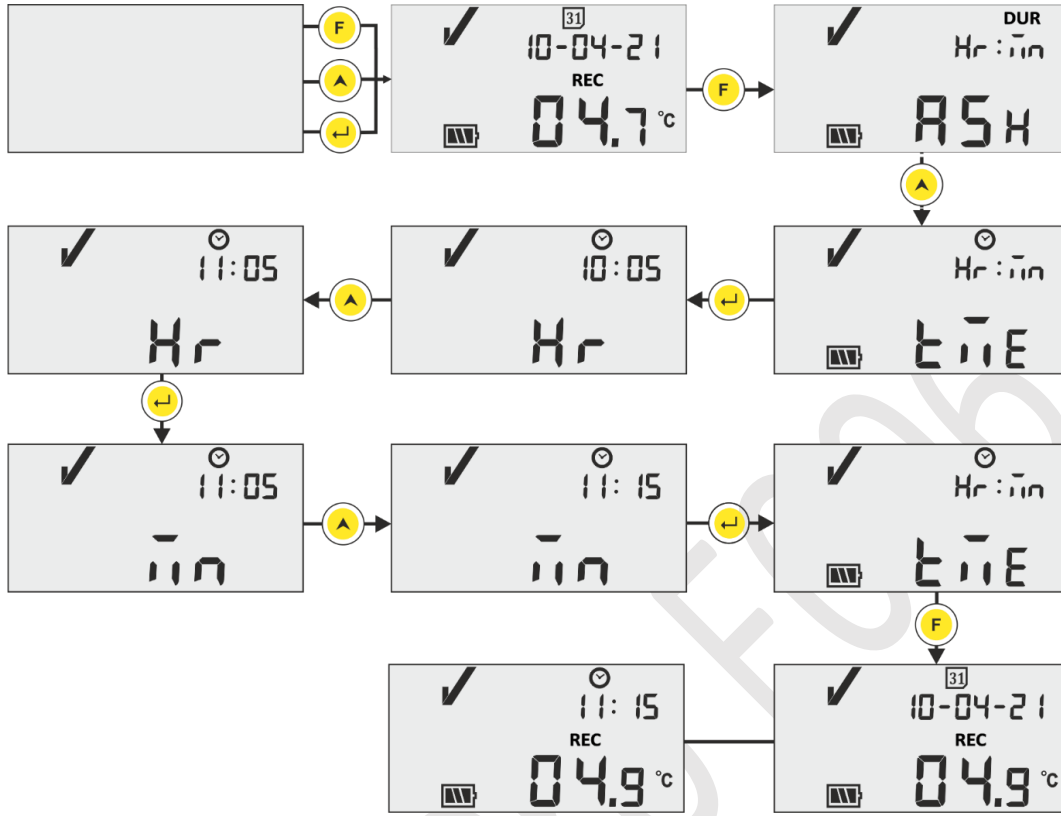 F
31
10-04-21
REC
04.7 °C
F
DUR
Hr:Mn
ASH
11:05
Hr
10:05
Hr
Hr:Mn
tME
11:05
Mn
11:15
Mn
Hr:Mn
tME
F
11:15
REC
04.9 °C
31
10-04-21
REC
04.9 °C